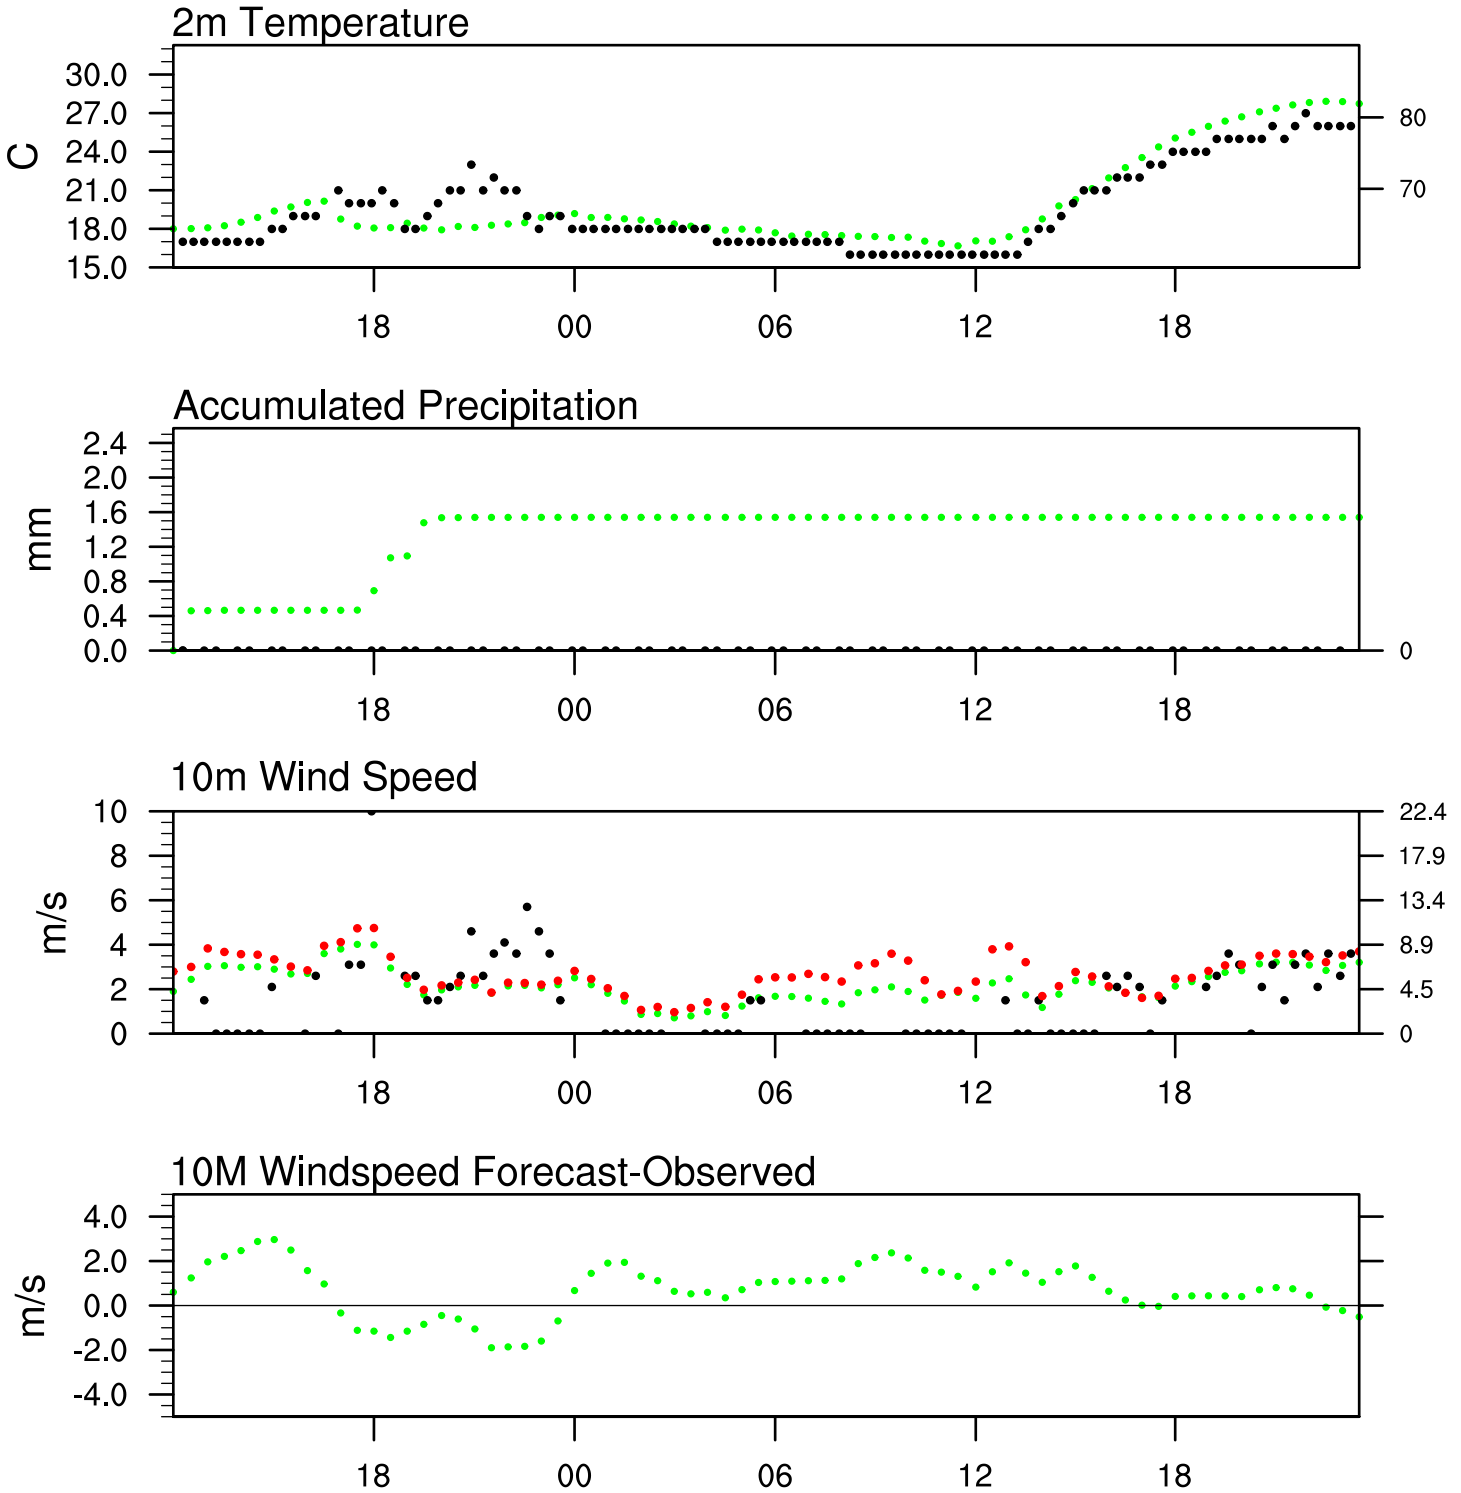 2m Temperature
30.0
27.0
24.0
21.0
18.0
15.0
C
80
70
18 00 06 12 18
Accumulated Precipitation
2.4
2.0
1.6
1.2
0.8
0.4
0.0
mm
0
18 00 06 12 18
10m Wind Speed
10
8
6
4
2
0
m/s
22.4
17.9
13.4
8.9
4.5
0
18 00 06 12 18
10M Windspeed Forecast-Observed
4.0
2.0
0.0
-2.0
-4.0
m/s
18 00 06 12 18